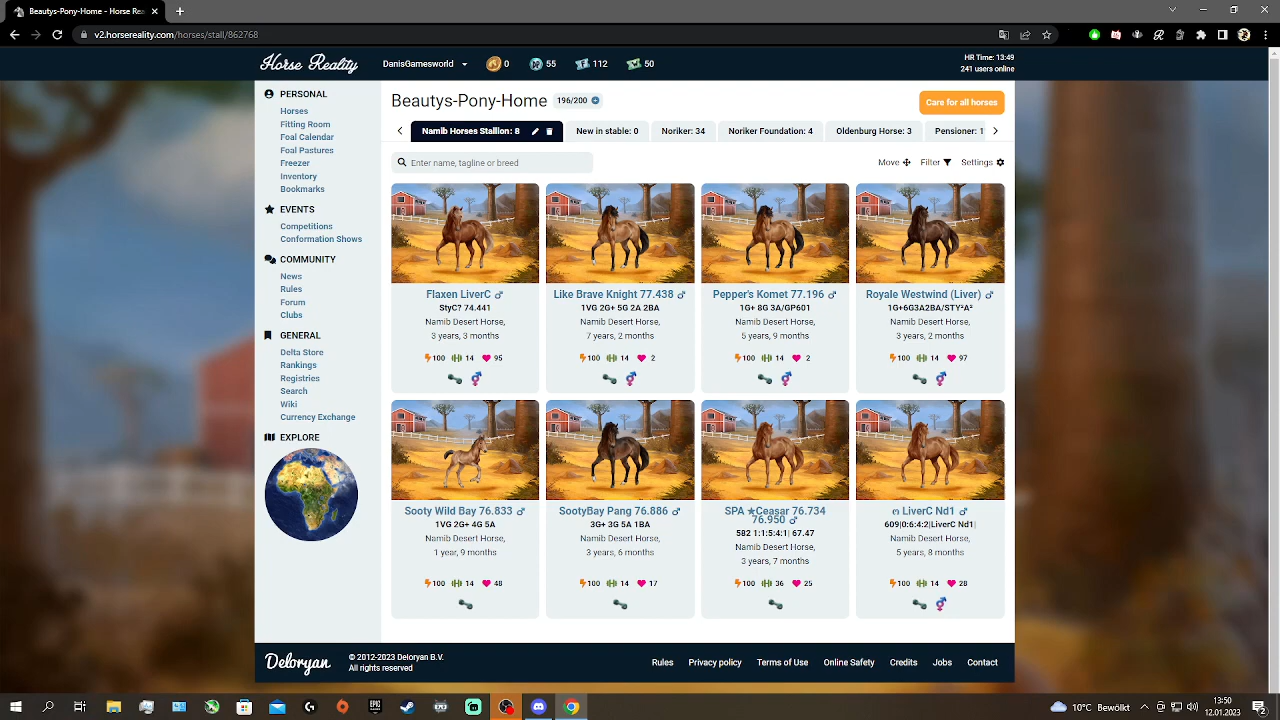 Beautys-Pony-Home - Horse Re
v2.horsereality.com/horses/stall/862768
Horse Reality
DanisGamesworld
0
55
112
50
HR Time: 13:49
241 users online
PERSONAL
Horses
Fitting Room
Foal Calendar
Foal Pastures
Freezer
Inventory
Bookmarks
EVENTS
Competitions
Conformation Shows
COMMUNITY
News
Rules
Forum
Clubs
GENERAL
Delta Store
Rankings
Registries
Search
Wiki
Currency Exchange
EXPLORE
Beautys-Pony-Home
196/200
Care for all horses
Namib Horses Stallion: 8
New in stable: 0
Noriker: 34
Noriker Foundation: 4
Oldenburg Horse: 3
Pensioner: 1
Enter name, tagline or breed
Move
Filter
Settings
Flaxen LiverC ♂
StyC? 74.441
Namib Desert Horse,
3 years, 3 months
100 14 95
Like Brave Knight 77.438 ♂
1VG 2G+ 5G 2A 2BA
Namib Desert Horse,
7 years, 2 months
100 14 2
Pepper's Komet 77.196 ♂
1G+ 8G 3A/GP601
Namib Desert Horse,
5 years, 9 months
100 14 2
Royale Westwind (Liver) ♂
1G+6G3A2BA/STY²A²
Namib Desert Horse,
3 years, 2 months
100 14 97
Sooty Wild Bay 76.833 ♂
1VG 2G+ 4G 5A
Namib Desert Horse,
1 year, 9 months
100 14 48
SootyBay Pang 76.886 ♂
3G+ 3G 5A 1BA
Namib Desert Horse,
3 years, 6 months
100 14 17
SPA ★Ceasar 76.734
76.950 ♂
582 1:1:5:4:1| 67.47
Namib Desert Horse,
3 years, 7 months
100 36 25
LiverC Nd1 ♂
609|0:6:4:2|LiverC Nd1|
Namib Desert Horse,
5 years, 8 months
100 14 28
Deloryan
© 2012-2023 Deloryan B.V.
All rights reserved
Rules
Privacy policy
Terms of Use
Online Safety
Credits
Jobs
Contact
10°C Bewölkt
13:50
12.01.2023